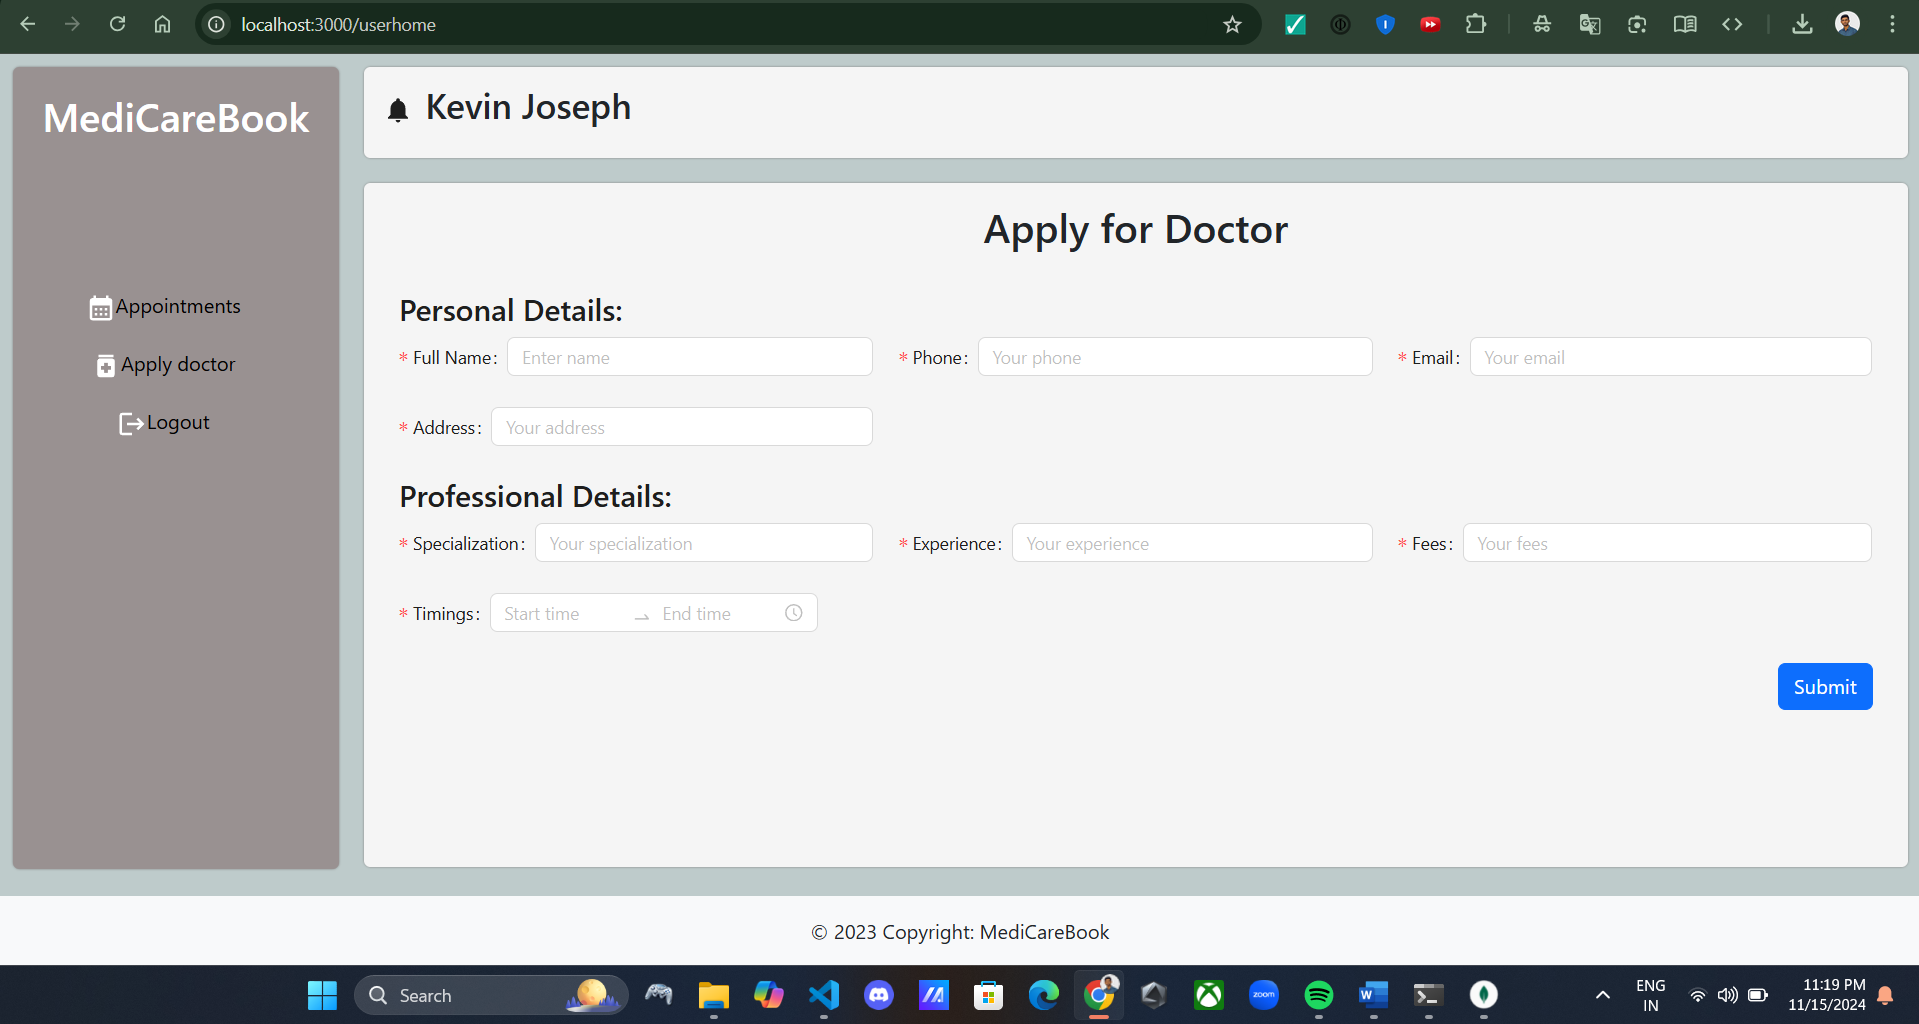 localhost:3000/userhome
MediCareBook
Kevin Joseph
Appointments
Apply doctor
Logout
Apply for Doctor
Personal Details:
* Full Name: Enter name * Phone: Your phone * Email: Your email
* Address: Your address
Professional Details:
* Specialization: Your specialization * Experience: Your experience * Fees: Your fees
* Timings: Start time → End time
Submit
© 2023 Copyright: MediCareBook
Search
zoom
ENG
IN
11:19 PM
11/15/2024